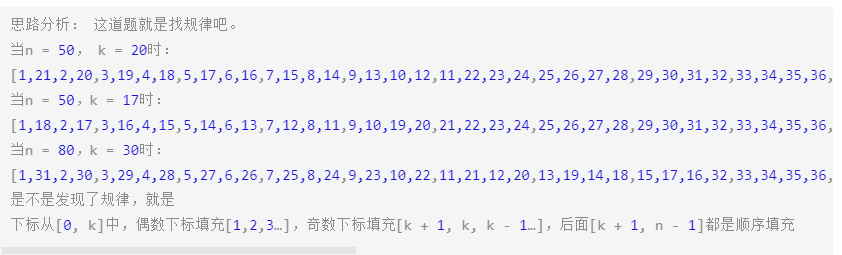 思路分析： 这道题就是找规律吧。
当n = 50， k = 20时：
[1,21,2,20,3,19,4,18,5,17,6,16,7,15,8,14,9,13,10,12,11,22,23,24,25,26,27,28,29,30,31,32,33,34,35,36,
当n = 50，k = 17时：
[1,18,2,17,3,16,4,15,5,14,6,13,7,12,8,11,9,10,19,20,21,22,23,24,25,26,27,28,29,30,31,32,33,34,35,36,
当n = 80，k = 30时：
[1,31,2,30,3,29,4,28,5,27,6,26,7,25,8,24,9,23,10,22,11,21,12,20,13,19,14,18,15,17,16,32,33,34,35,36,
是不是发现了规律，就是
下标从[0, k]中，偶数下标填充[1,2,3…]，奇数下标填充[k + 1, k, k - 1…]，后面[k + 1, n - 1]都是顺序填充